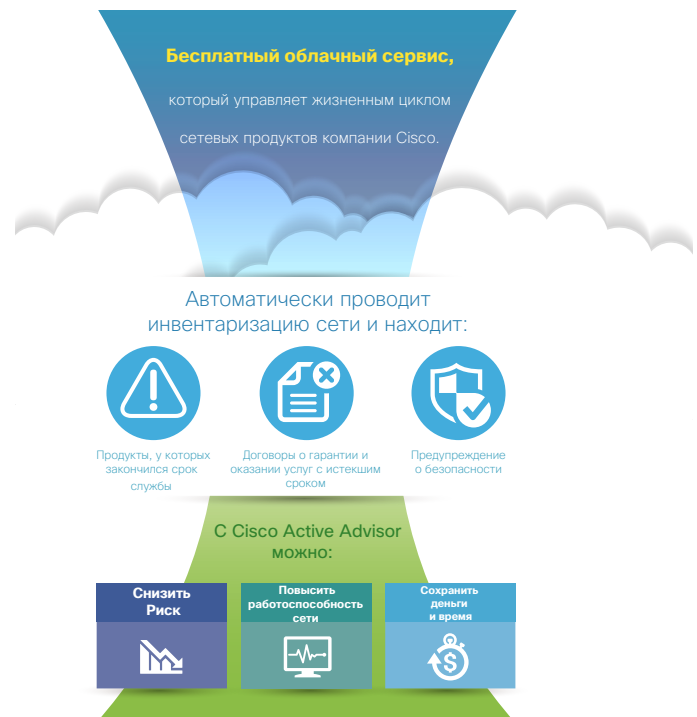 Бесплатный облачный сервис,
который управляет жизненным циклом
сетевых продуктов компании Cisco.
Автоматически проводит
инвентаризацию сети и находит:
Продукты, у которых
закончился срок
службы
Договоры о гарантии и
оказании услуг с истекшим
сроком
Предупреждение
о безопасности
С Cisco Active Advisor
можно:
Снизить
Риск
Повысить
работоспособность
сети
Сохранить
деньги
и время
$